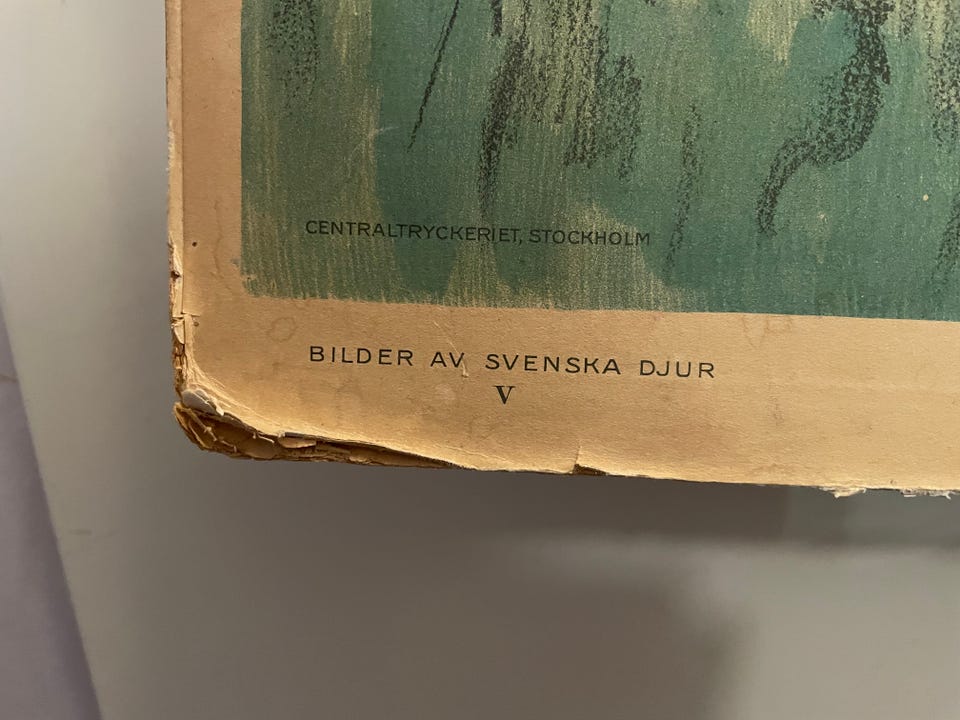 CENTRALTRYCKERIET, STOCKHOLM
BILDER AV SVENSKA DJUR
V